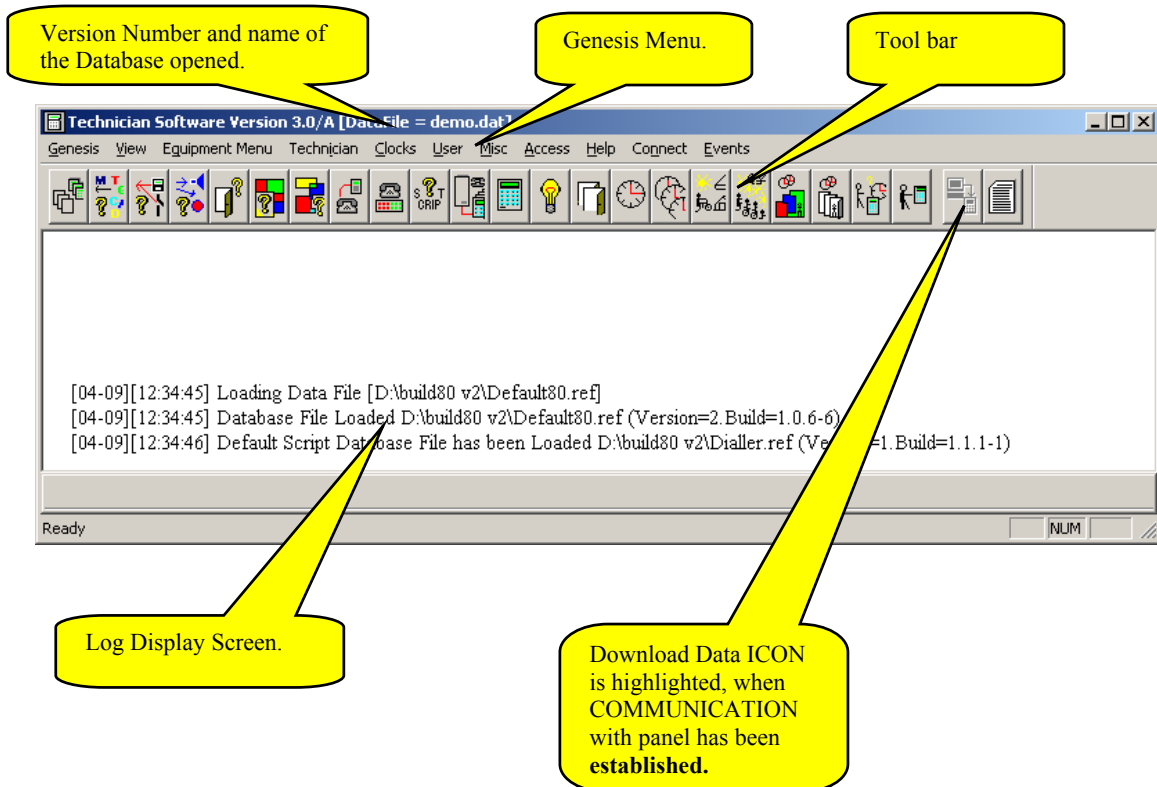 Version Number and name of
the Database opened.
Genesis Menu.
Tool bar
Technician Software Version 3.0/A [DataFile = demo.dat]
Genesis View Equipment Menu Technician Clocks User Misc Access Help Connect Events
M T C D
S T
CRIP
[04-09][12:34:45] Loading Data File [D:\build80 v2\Default80.ref]
[04-09][12:34:45] Database File Loaded D:\build80 v2\Default80.ref (Version=2.Build=1.0.6-6)
[04-09][12:34:46] Default Script Database File has been Loaded D:\build80 v2\Dialler.ref (Version=1.Build=1.1.1-1)
Ready NUM
Log Display Screen.
Download Data ICON
is highlighted, when
COMMUNICATION
with panel has been
established.